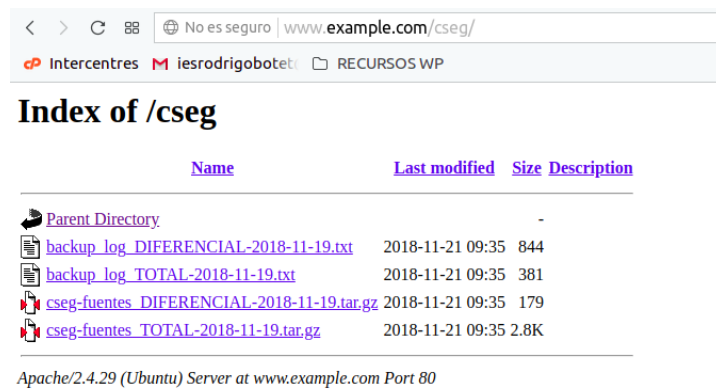 No es seguro www.example.com/cseg/
Intercentres iesrodrigobotet RECURSOS WP
Index of /cseg
Name Last modified Size Description
Parent Directory -
backup_log_DIFERENCIAL-2018-11-19.txt 2018-11-21 09:35 844
backup_log_TOTAL-2018-11-19.txt 2018-11-21 09:35 381
cseg-fuentes_DIFERENCIAL-2018-11-19.tar.gz 2018-11-21 09:35 179
cseg-fuentes_TOTAL-2018-11-19.tar.gz 2018-11-21 09:35 2.8K
Apache/2.4.29 (Ubuntu) Server at www.example.com Port 80